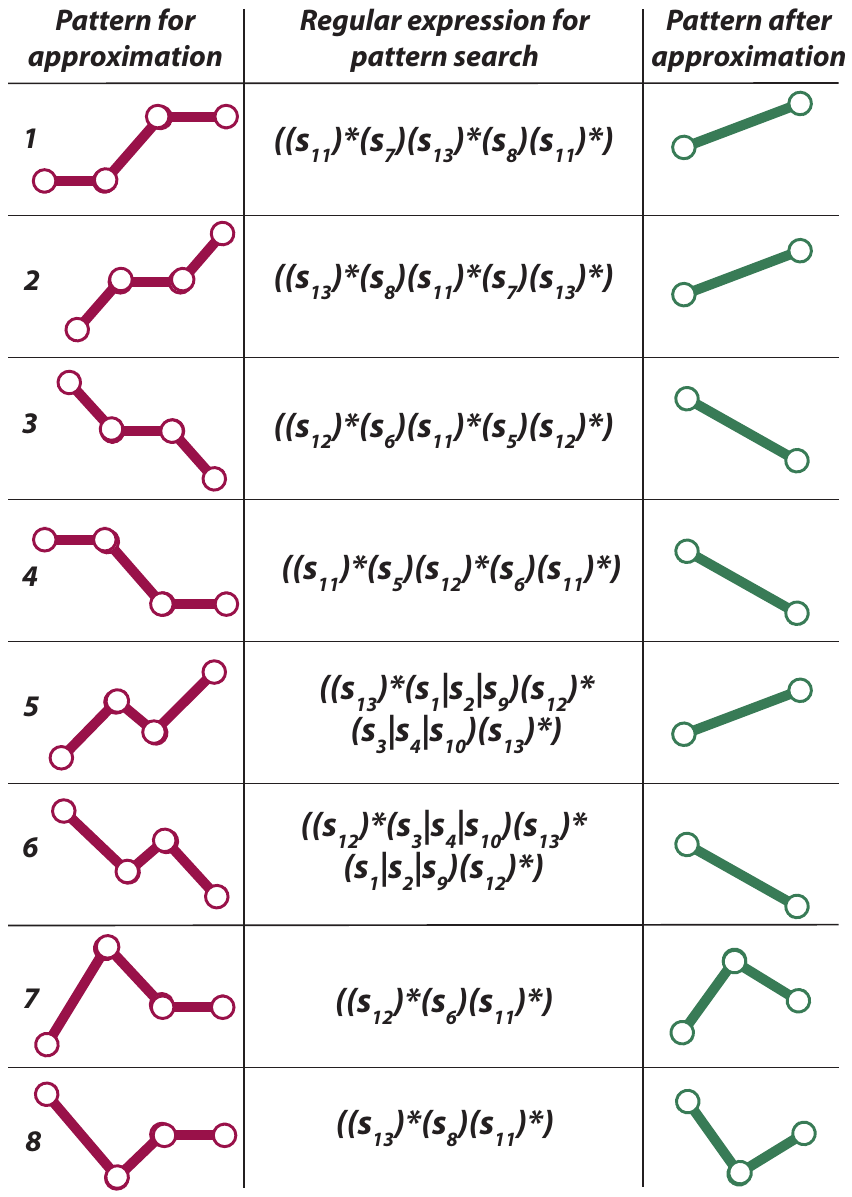 Pattern for
approximation
Regular expression for
pattern search
Pattern after
approximation
1
((s₁₁)*(s₇)(s₁₃)*(s₈)(s₁₁)*)
2
((s₁₃)*(s₈)(s₁₁)*(s₇)(s₁₃)*)
3
((s₁₂)*(s₆)(s₁₁)*(s₅)(s₁₂)*)
4
((s₁₁)*(s₅)(s₁₂)*(s₆)(s₁₁)*)
5
((s₁₃)*(s₁|s₂|s₉)(s₁₂)*
(s₃|s₄|s₁₀)(s₁₃)*)
6
((s₁₂)*(s₃|s₄|s₁₀)(s₁₃)*
(s₁|s₂|s₉)(s₁₂)*)
7
((s₁₂)*(s₆)(s₁₁)*)
8
((s₁₃)*(s₈)(s₁₁)*)